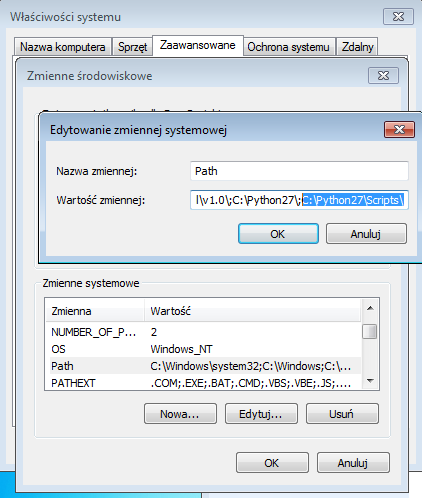 Właściwości systemu
Nazwa komputera Sprzęt Zaawansowane Ochrona systemu Zdalny
Zmienne środowiskowe
Edytowanie zmiennej systemowej
Nazwa zmiennej: Path
Wartość zmiennej: l\v1.0\;C:\Python27\;C:\Python27\Scripts\
OK Anuluj
Zmienne systemowe
Zmienna Wartość
NUMBER_OF_P... 2
OS Windows_NT
Path C:\Windows\system32;C:\Windows;C:\...
PATHEXT .COM;.EXE;.BAT;.CMD;.VBS;.VBE;.JS;....
Nowa... Edytuj... Usuń
OK Anuluj